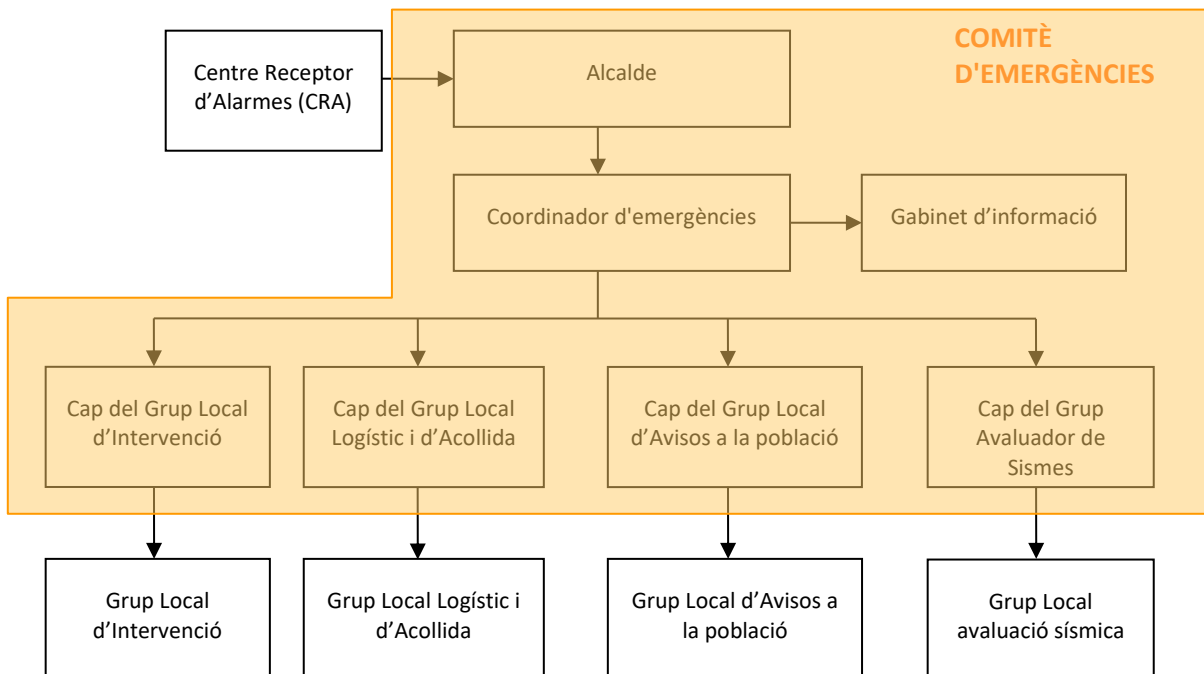 COMITÈ
D'EMERGÈNCIES
Centre Receptor
d’Alarmes (CRA)
Alcalde
Coordinador d'emergències
Gabinet d’informació
Cap del Grup Local
d’Intervenció
Cap del Grup Local
Logístic i d’Acollida
Cap del Grup Local
d’Avisos a la població
Cap del Grup
Avaluador de
Sismes
Grup Local
d’Intervenció
Grup Local Logístic i
d’Acollida
Grup Local d’Avisos a
la població
Grup Local
avaluació sísmica